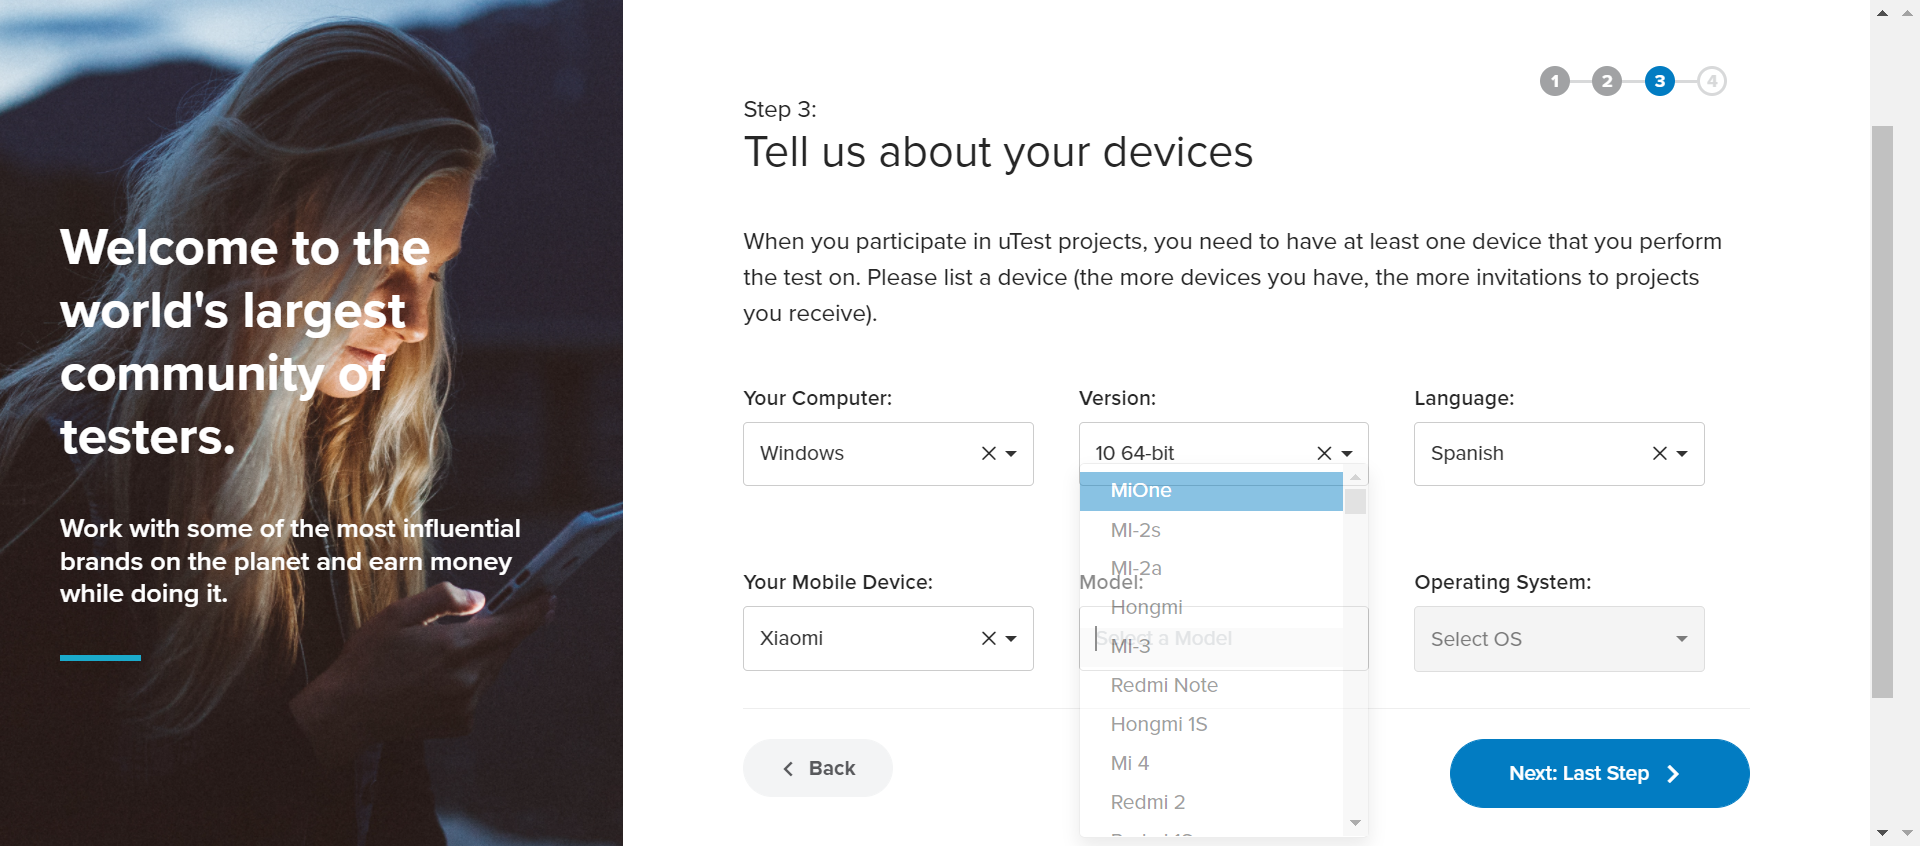 Welcome to the
world's largest
community of
testers.
Work with some of the most influential
brands on the planet and earn money
while doing it.
1 2 3 4
Step 3:
Tell us about your devices
When you participate in uTest projects, you need to have at least one device that you perform
the test on. Please list a device (the more devices you have, the more invitations to projects
you receive).
Your Computer: Version: Language:
Windows 10 64-bit Spanish
MiOne
MI-2s
MI-2a
Your Mobile Device: Model: Operating System:
Hongmi
Xiaomi Select a Model Select OS
MI-3
Redmi Note
Hongmi 1S
Mi 4
Redmi 2
Back Next: Last Step